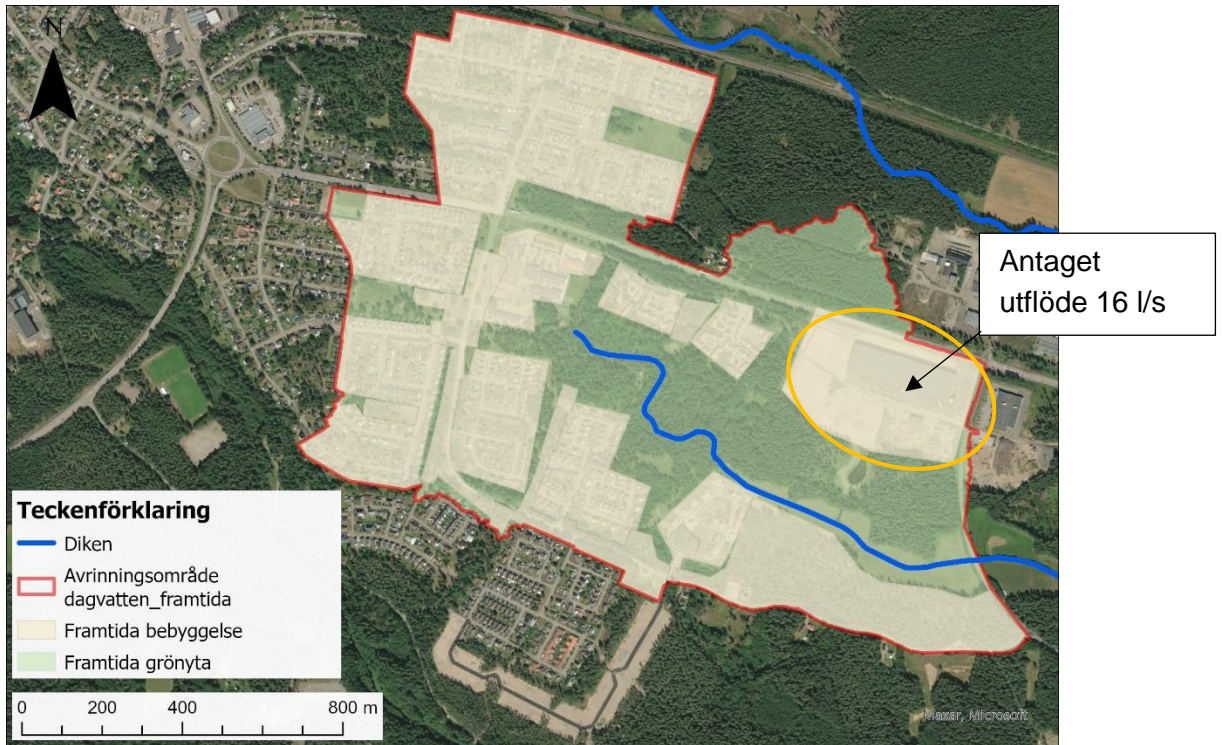 N
Antaget
utflöde 16 l/s
Teckenförklaring
Diken
Avrinningsområde
dagvatten_framtida
Framtida bebyggelse
Framtida grönyta
0 200 400 800 m
Maxar, Microsoft